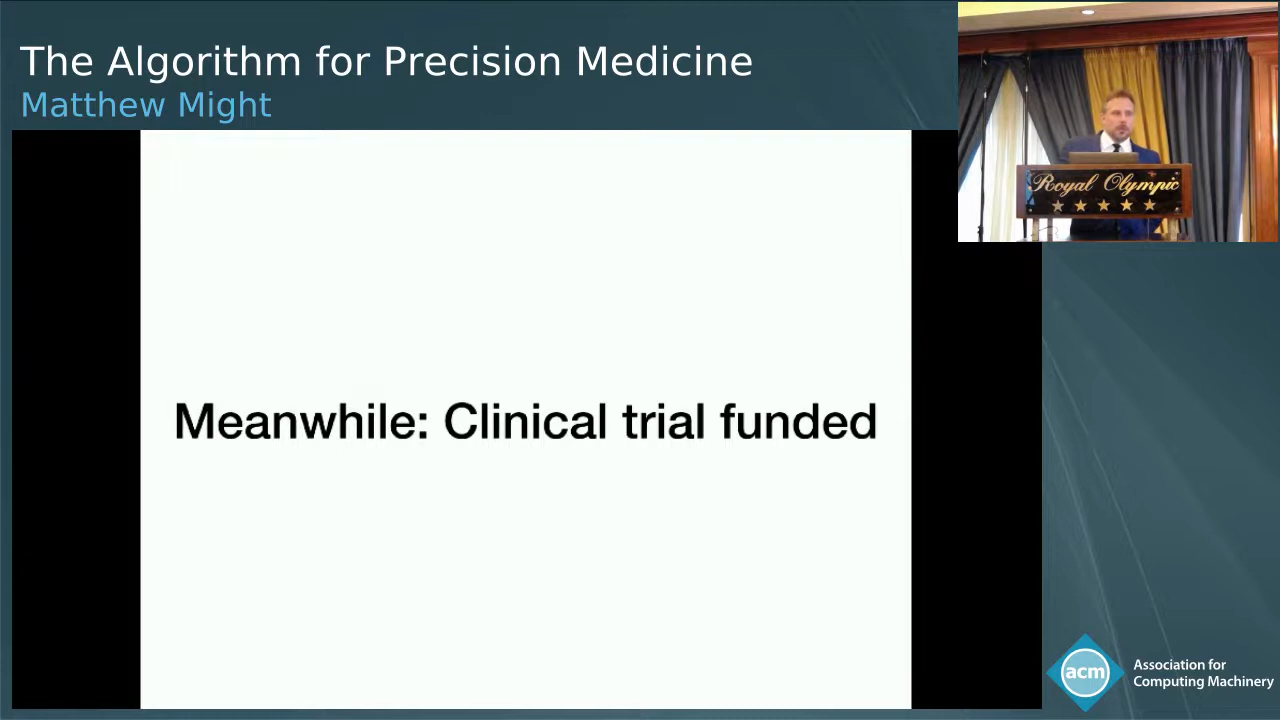 The Algorithm for Precision Medicine
Matthew Might
Royal Olympic
Meanwhile: Clinical trial funded
acm
Association for
Computing Machinery